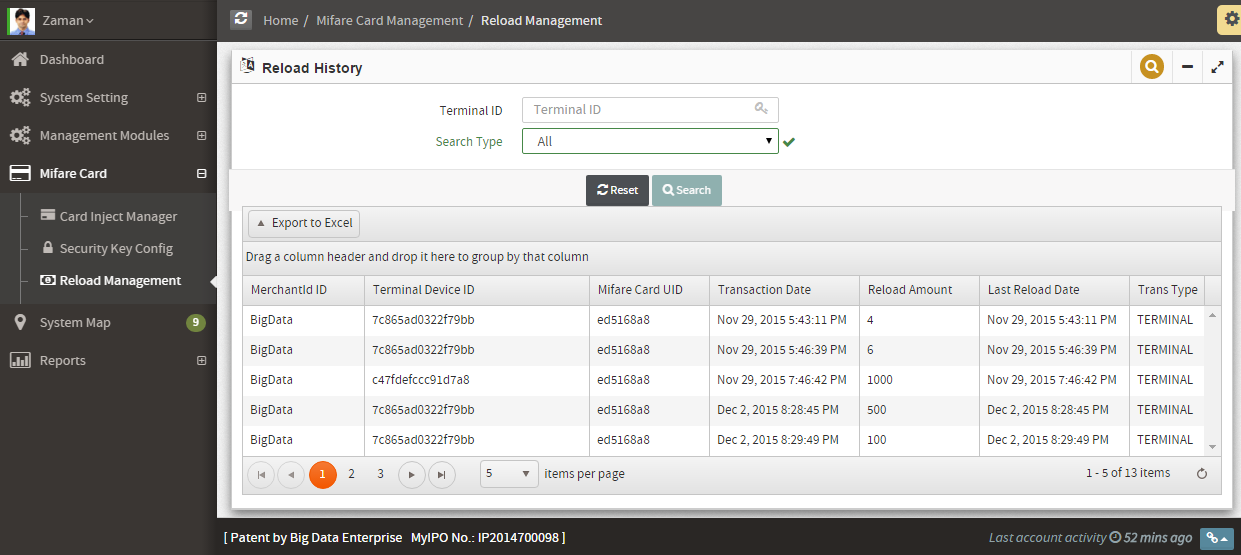 Zaman
Home / Mifare Card Management / Reload Management
Dashboard
System Setting
Management Modules
Mifare Card
Card Inject Manager
Security Key Config
Reload Management
System Map 9
Reports
Reload History
Terminal ID Terminal ID
Search Type All
Reset Search
Export to Excel
Drag a column header and drop it here to group by that column
MerchantId ID Terminal Device ID Mifare Card UID Transaction Date Reload Amount Last Reload Date Trans Type
BigData 7c865ad0322f79bb ed5168a8 Nov 29, 2015 5:43:11 PM 4 Nov 29, 2015 5:43:11 PM TERMINAL
BigData 7c865ad0322f79bb ed5168a8 Nov 29, 2015 5:46:39 PM 6 Nov 29, 2015 5:46:39 PM TERMINAL
BigData c47fdefccc91d7a8 ed5168a8 Nov 29, 2015 7:46:42 PM 1000 Nov 29, 2015 7:46:42 PM TERMINAL
BigData 7c865ad0322f79bb ed5168a8 Dec 2, 2015 8:28:45 PM 500 Dec 2, 2015 8:28:45 PM TERMINAL
BigData 7c865ad0322f79bb ed5168a8 Dec 2, 2015 8:29:49 PM 100 Dec 2, 2015 8:29:49 PM TERMINAL
1 2 3 5 items per page 1 - 5 of 13 items
[ Patent by Big Data Enterprise MyIPO No.: IP2014700098 ] Last account activity 52 mins ago